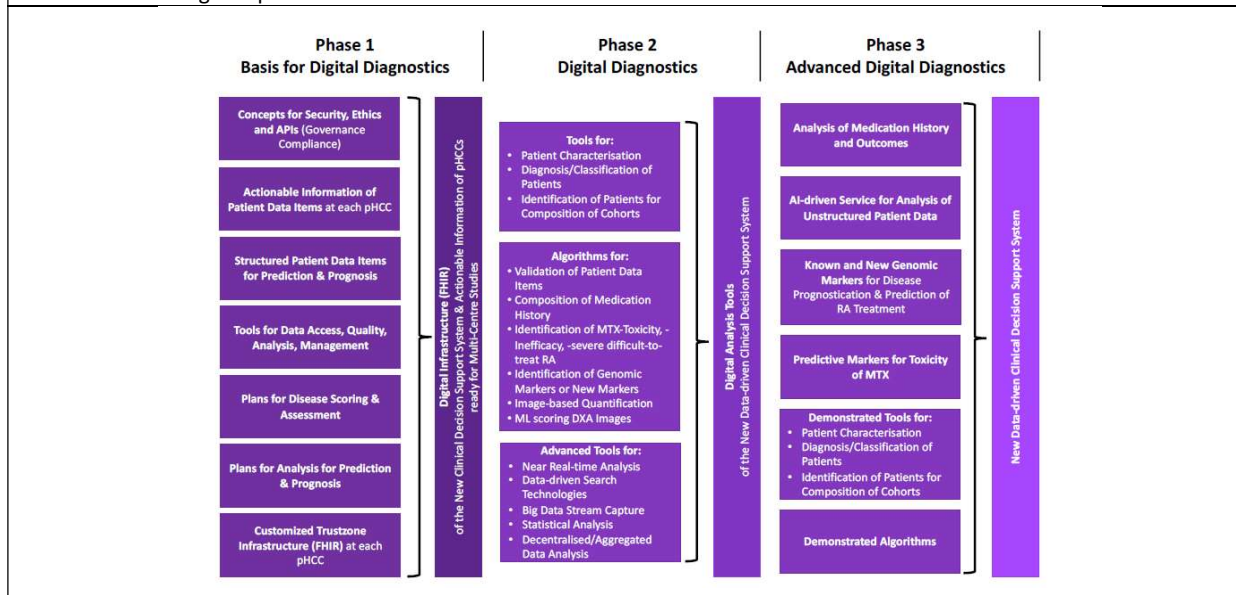 Phase 1
Basis for Digital Diagnostics
Phase 2
Digital Diagnostics
Phase 3
Advanced Digital Diagnostics
Concepts for Security, Ethics
and APIs (Governance
Compliance)
Actionable Information of
Patient Data Items at each pHCC
Structured Patient Data Items
for Prediction & Prognosis
Tools for Data Access, Quality,
Analysis, Management
Plans for Disease Scoring &
Assessment
Plans for Analysis for Prediction
& Prognosis
Customized Trustzone
Infrastructure (FHIR) at each
pHCC
Digital Infrastructure (FHIR)
of the New Clinical Decision Support System & Actionable Information of pHCCs
ready for Multi-Centre Studies
Tools for:
• Patient Characterisation
• Diagnosis/Classification of
Patients
• Identification of Patients for
Composition of Cohorts
Algorithms for:
• Validation of Patient Data
Items
• Composition of Medication
History
• Identification of MTX-Toxicity, -
Inefficacy, -severe difficult-to-
treat RA
• Identification of Genomic
Markers or New Markers
• Image-based Quantification
• ML scoring DXA Images
Advanced Tools for:
• Near Real-time Analysis
• Data-driven Search
Technologies
• Big Data Stream Capture
• Statistical Analysis
• Decentralised/Aggregated
Data Analysis
Digital Analysis Tools
of the New Data-driven Clinical Decision Support System
Analysis of Medication History
and Outcomes
AI-driven Service for Analysis of
Unstructured Patient Data
Known and New Genomic
Markers for Disease
Prognostication & Prediction of
RA Treatment
Predictive Markers for Toxicity
of MTX
Demonstrated Tools for:
• Patient Characterisation
• Diagnosis/Classification of
Patients
• Identification of Patients for
Composition of Cohorts
Demonstrated Algorithms
New Data-driven Clinical Decision Support System